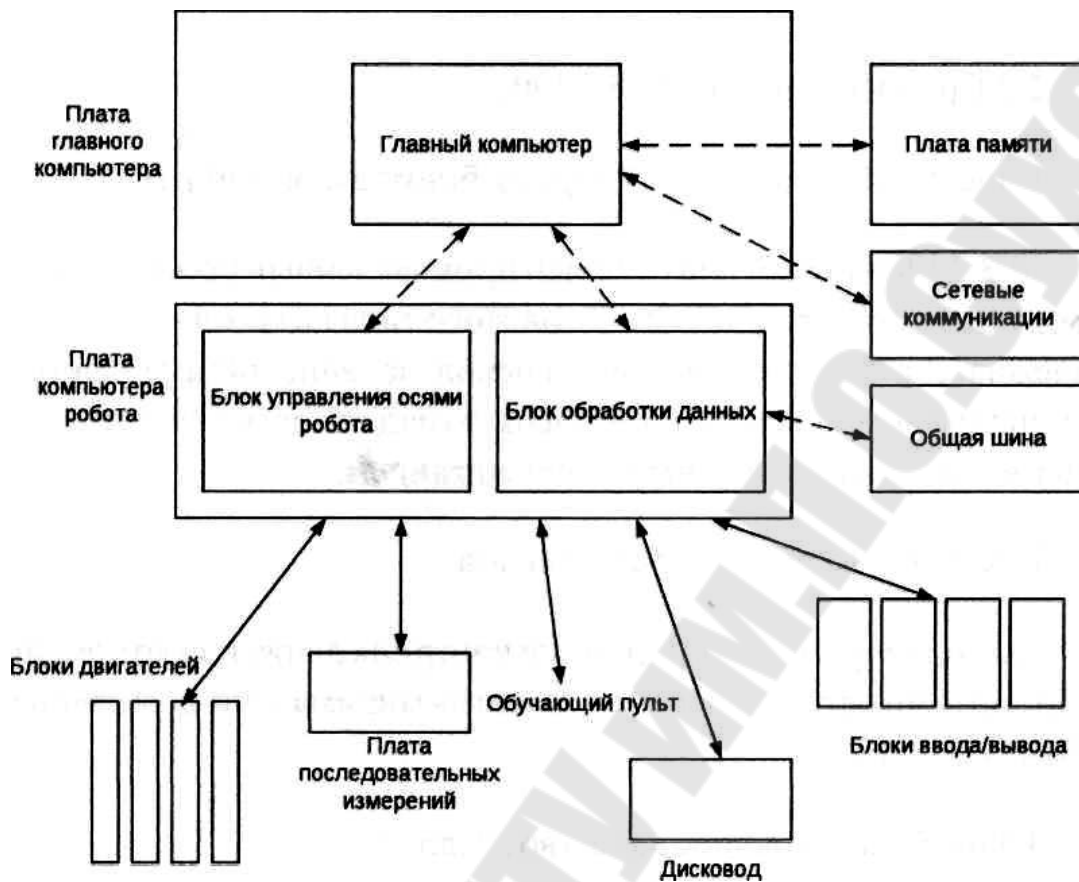 Плата
главного
компьютера
Главный компьютер
Плата памяти
Сетевые
коммуникации
Плата
компьютера
робота
Блок управления осями
робота
Блок обработки данных
Общая шина
Блоки двигателей
Плата
последовательных
измерений
Обучающий пульт
Дисковод
Блоки ввода/вывода